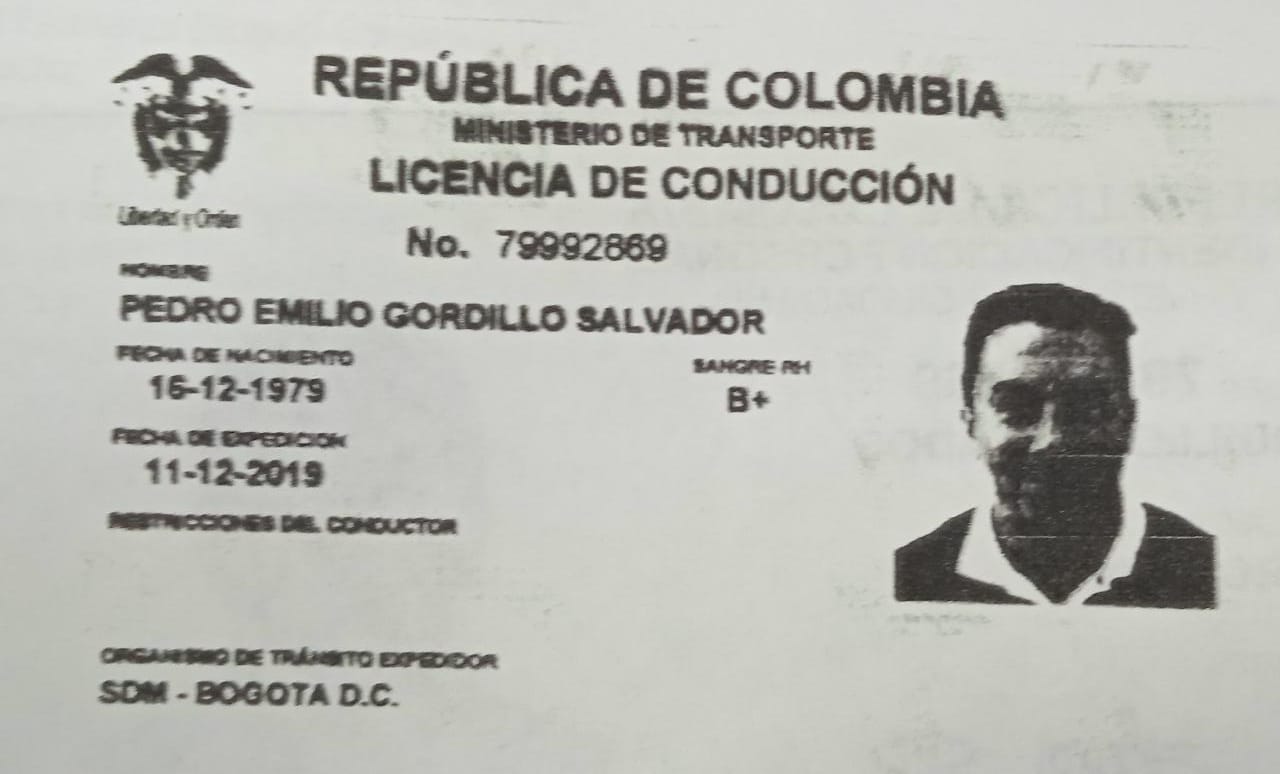 REPÚBLICA DE COLOMBIA
MINISTERIO DE TRANSPORTE
LICENCIA DE CONDUCCIÓN
Libertad y Orden
No. 79992869
NOMBRE
PEDRO EMILIO GORDILLO SALVADOR
FECHA DE NACIMIENTO
16-12-1979
SANGRE RH
B+
FECHA DE EXPEDICION
11-12-2019
RESTRICCIONES DEL CONDUCTOR
ORGANISMO DE TRÁNSITO EXPEDIDOR
SDM - BOGOTA D.C.